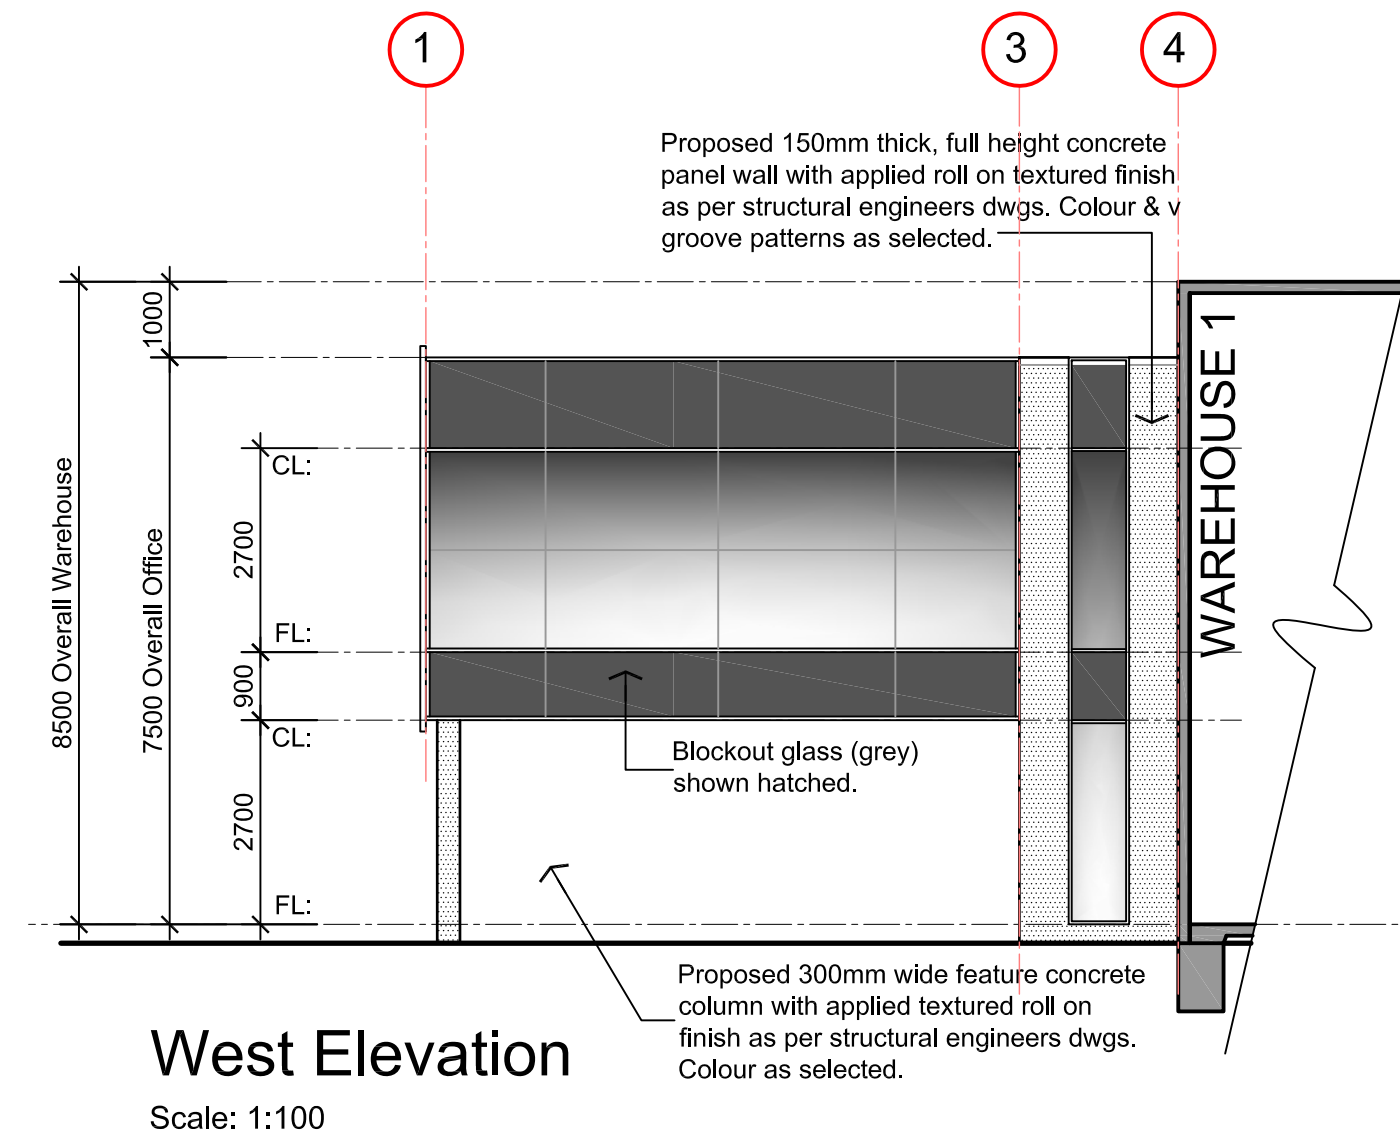 1
3
4
Proposed 150mm thick, full height concrete
panel wall with applied roll on textured finish
as per structural engineers dwgs. Colour & v
groove patterns as selected.
1000
8500 Overall Warehouse
7500 Overall Office
CL:
2700
FL:
900
CL:
2700
FL:
WAREHOUSE 1
Blockout glass (grey)
shown hatched.
Proposed 300mm wide feature concrete
column with applied textured roll on
finish as per structural engineers dwgs.
Colour as selected.
West Elevation
Scale: 1:100